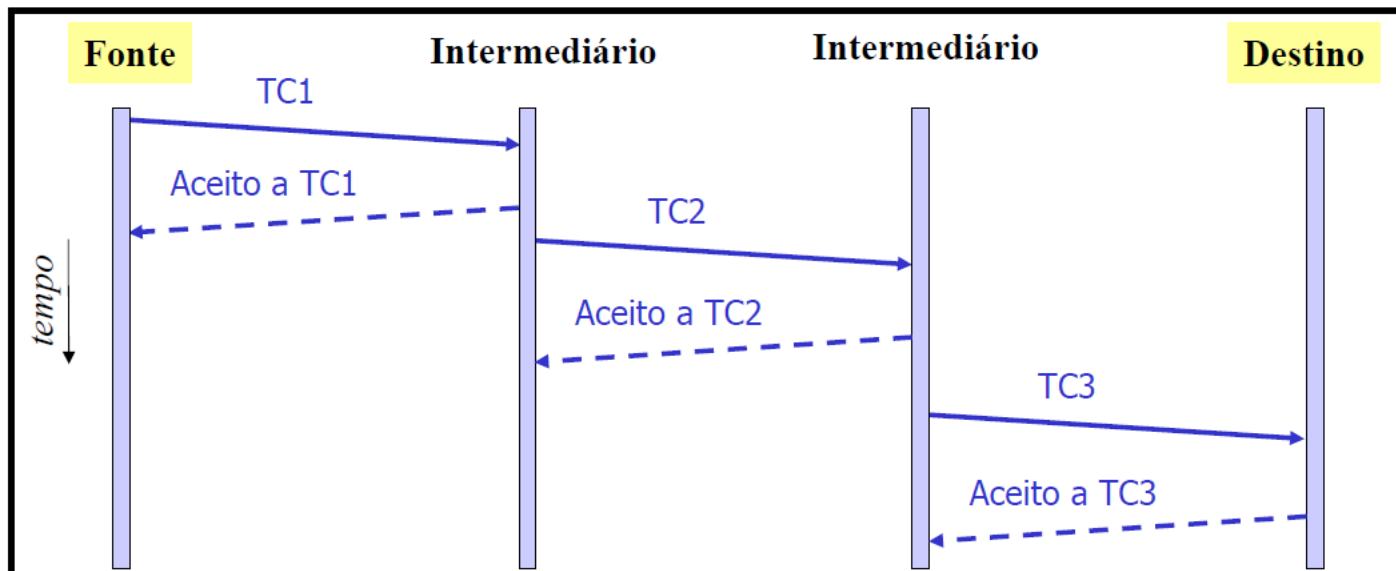 Fonte
Intermediário
Intermediário
Destino
TC1
Aceito a TC1
TC2
tempo
Aceito a TC2
TC3
Aceito a TC3